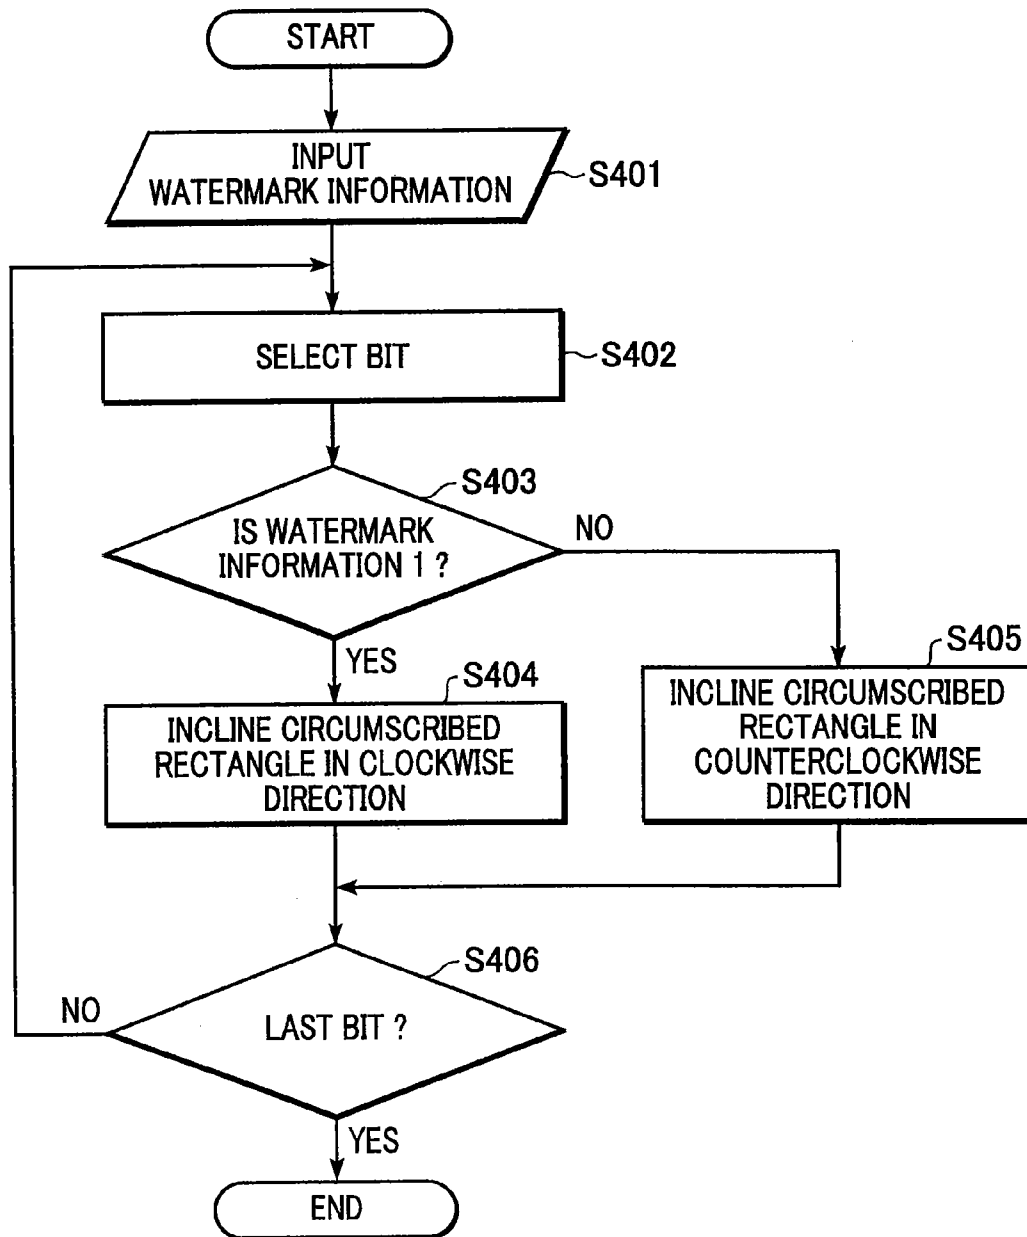 START
INPUT
WATERMARK INFORMATION
S401
SELECT BIT
S402
S403
IS WATERMARK
INFORMATION 1 ?
NO
YES
S404
INCLINE CIRCUMSCRIBED
RECTANGLE IN CLOCKWISE
DIRECTION
S405
INCLINE CIRCUMSCRIBED
RECTANGLE IN
COUNTERCLOCKWISE
DIRECTION
S406
LAST BIT ?
NO
YES
END